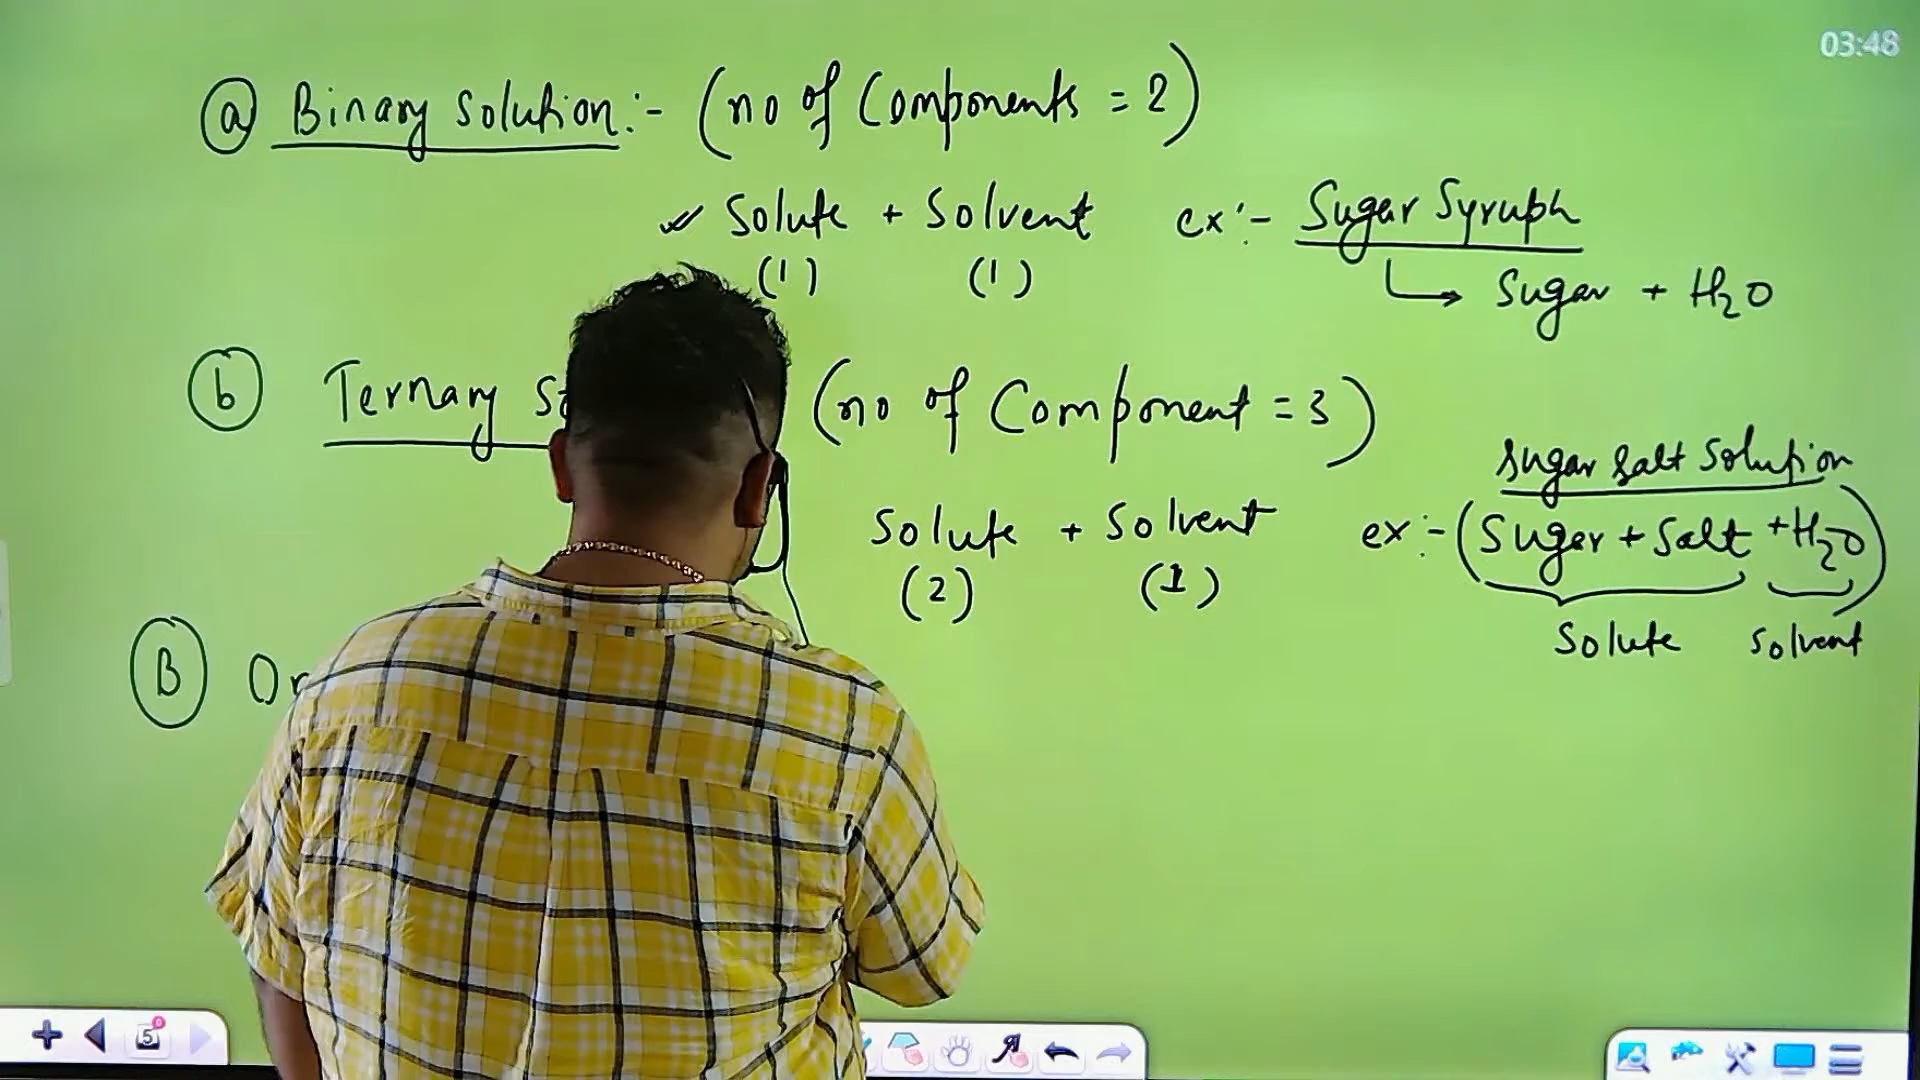 03:48
(a) Binary Solution :- (no of Components = 2)
Solute + Solvent ex :- Sugar Syruph
(1) (1) Sugar + H₂O
(b) Ternary (no of Component = 3)
Sugar Salt Solution
Solute + Solvent ex :- (Sugar + Salt + H₂O)
(2) (1)
Solute Solvent
(B)
5